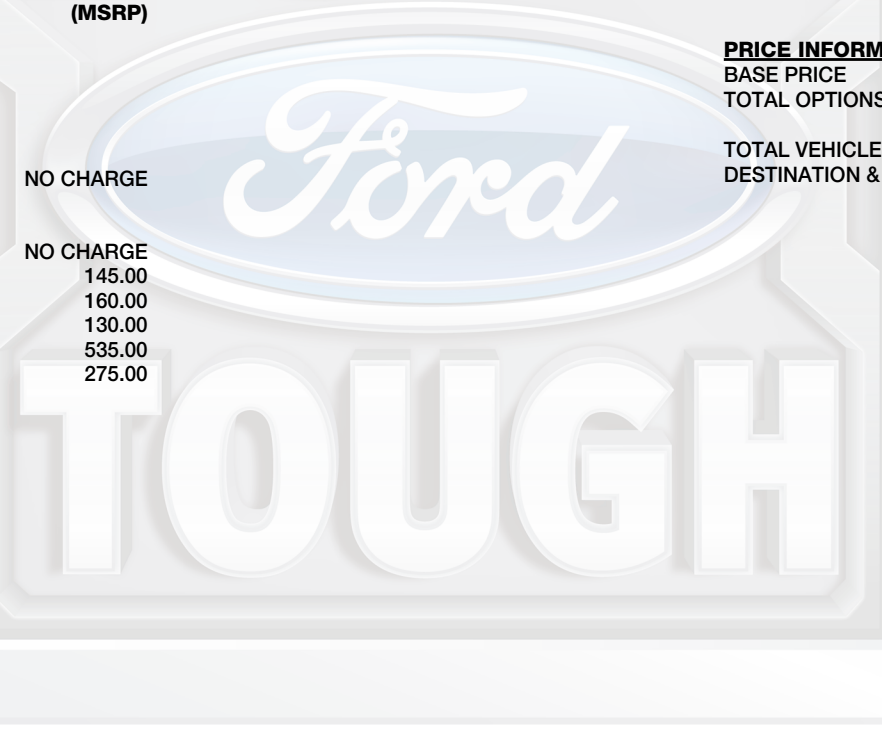 (MSRP)
NO CHARGE
NO CHARGE
145.00
160.00
130.00
535.00
275.00
PRICE INFORM
BASE PRICE
TOTAL OPTIONS
TOTAL VEHICLE
DESTINATION &
Ford
TOUGH